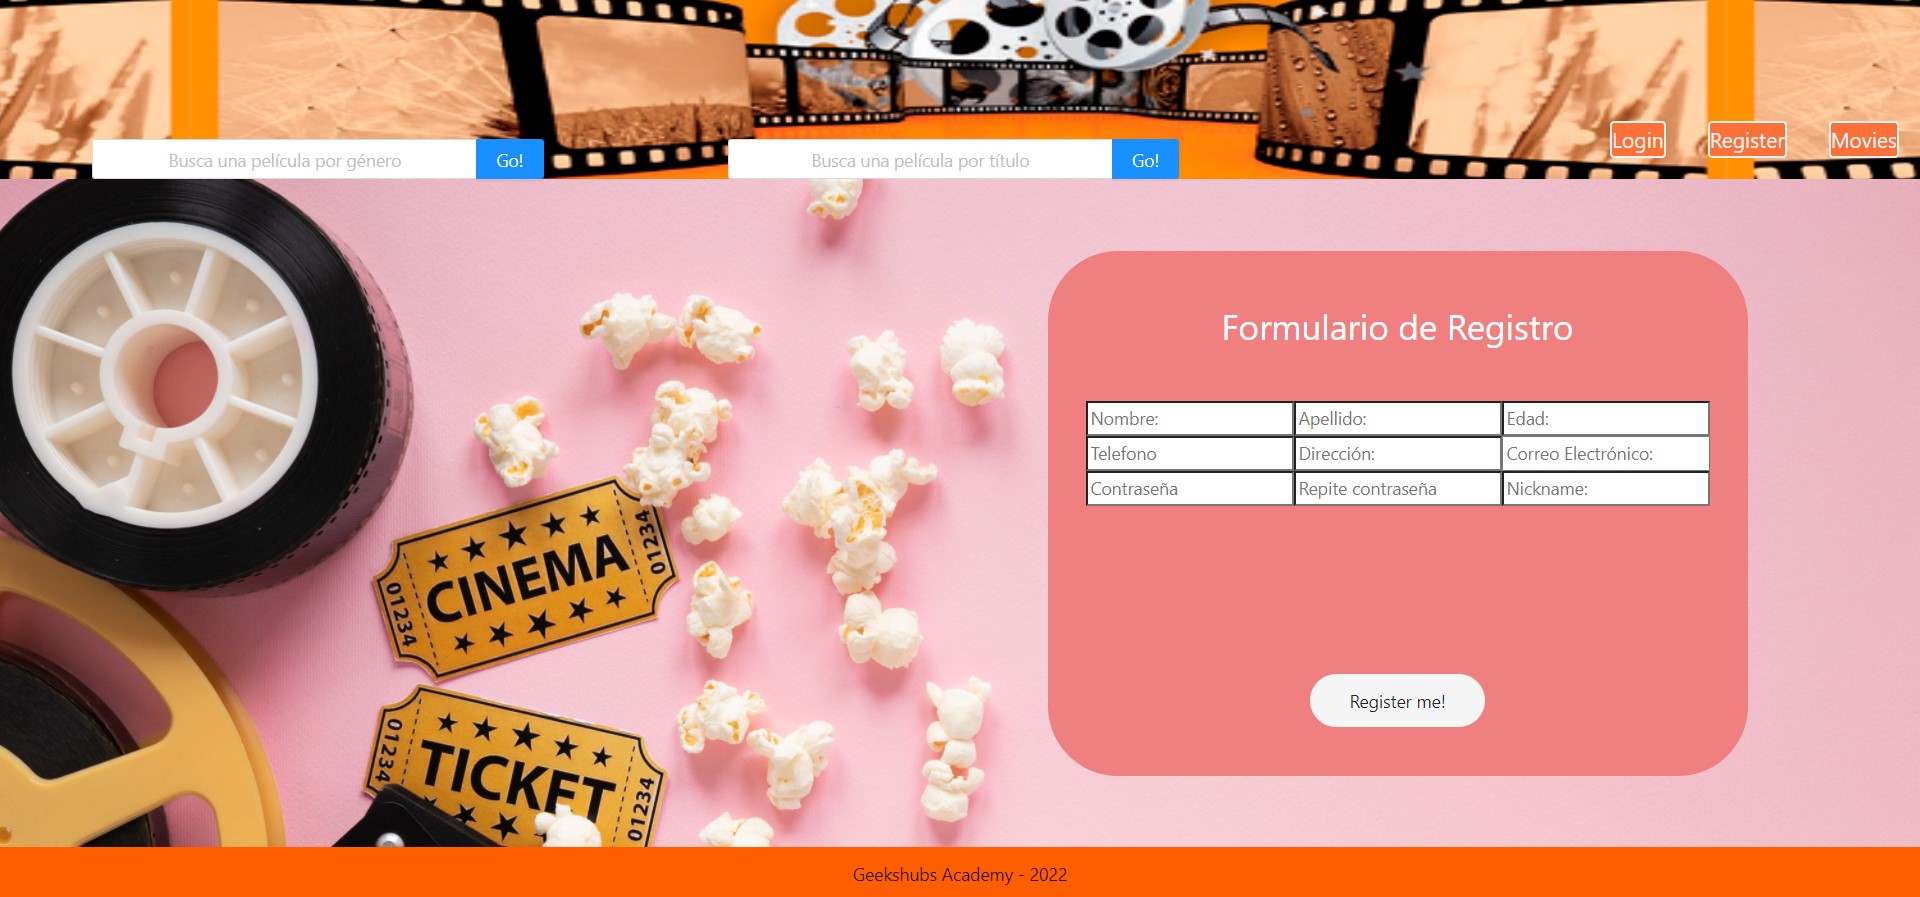 Login
Register
Movies
Busca una película por género
Go!
Busca una película por título
Go!
Formulario de Registro
Nombre:
Apellido:
Edad:
Telefono
Dirección:
Correo Electrónico:
Contraseña
Repite contraseña
Nickname:
Register me!
01234
CINEMA
01234
01234
TICKET
01234
Geekshubs Academy - 2022